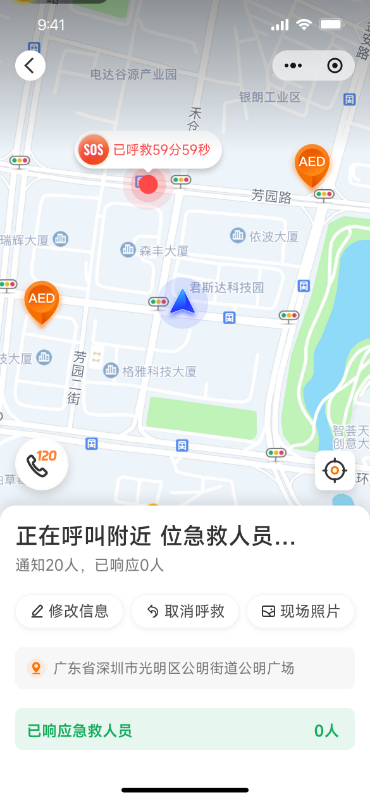 9:41
电达谷源产业园
银朗工业区
禾仓
SOS 已呼救59分59秒
AED
芳园路
瑞辉大厦
森丰大厦
依波大厦
君斯达科技园
AED
技大厦
芳园二街
格雅科技大厦
智荟天
创意大
120
环
正在呼叫附近 位急救人员...
通知20人，已响应0人
修改信息
取消呼救
现场照片
广东省深圳市光明区公明街道公明广场
已响应急救人员
0人